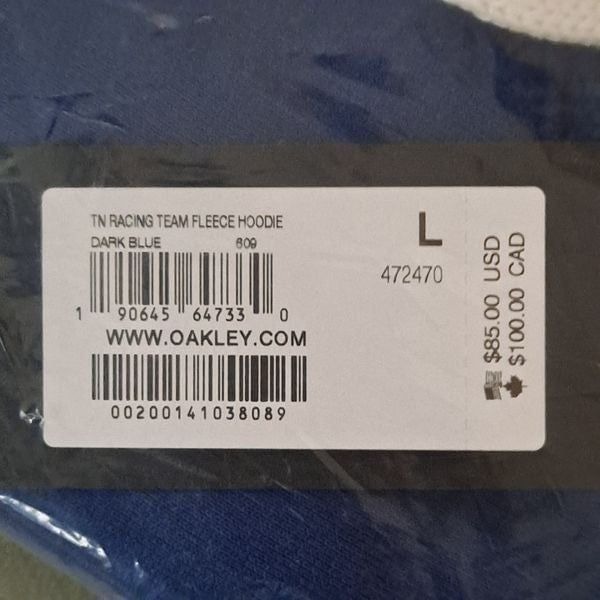 TN RACING TEAM FLEECE HOODIE
DARK BLUE 609
L
472470
1 90645 64733 0
WWW.OAKLEY.COM
00200141038089
$85.00 USD
$100.00 CAD